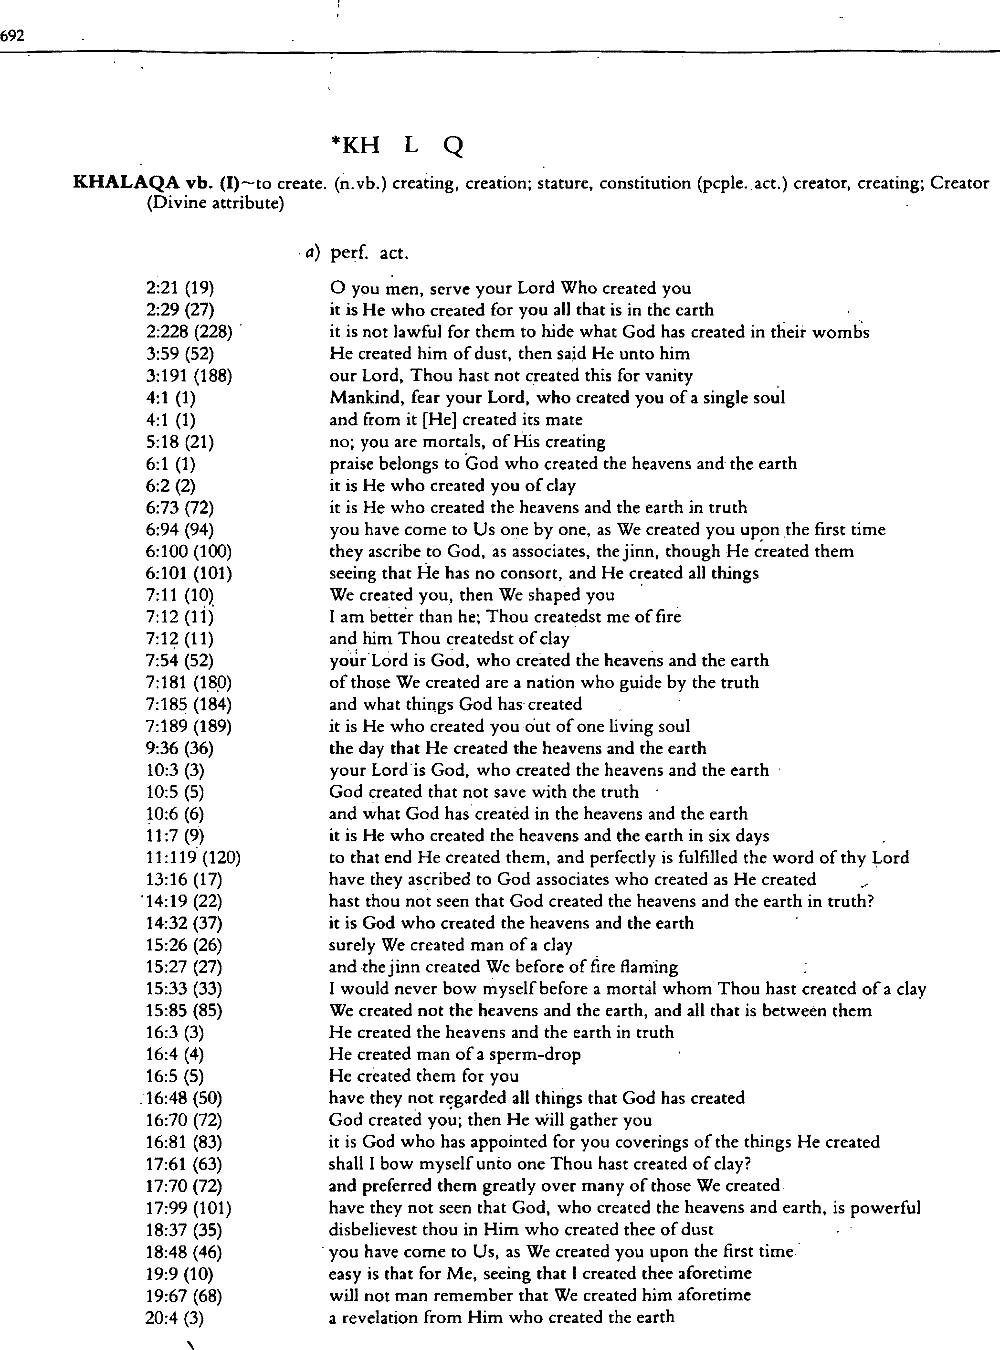 692
*KH L Q
KHALAQA vb. (I)~to create. (n.vb.) creating, creation; stature, constitution (pcple. act.) creator, creating; Creator
(Divine attribute)
a) perf. act.
2:21 (19) O you men, serve your Lord Who created you
2:29 (27) it is He who created for you all that is in the earth
2:228 (228) it is not lawful for them to hide what God has created in their wombs
3:59 (52) He created him of dust, then said He unto him
3:191 (188) our Lord, Thou hast not created this for vanity
4:1 (1) Mankind, fear your Lord, who created you of a single soul
4:1 (1) and from it [He] created its mate
5:18 (21) no; you are mortals, of His creating
6:1 (1) praise belongs to God who created the heavens and the earth
6:2 (2) it is He who created you of clay
6:73 (72) it is He who created the heavens and the earth in truth
6:94 (94) you have come to Us one by one, as We created you upon the first time
6:100 (100) they ascribe to God, as associates, the jinn, though He created them
6:101 (101) seeing that He has no consort, and He created all things
7:11 (10) We created you, then We shaped you
7:12 (11) I am better than he; Thou createdst me of fire
7:12 (11) and him Thou createdst of clay
7:54 (52) your Lord is God, who created the heavens and the earth
7:181 (180) of those We created are a nation who guide by the truth
7:185 (184) and what things God has created
7:189 (189) it is He who created you out of one living soul
9:36 (36) the day that He created the heavens and the earth
10:3 (3) your Lord is God, who created the heavens and the earth
10:5 (5) God created that not save with the truth
10:6 (6) and what God has created in the heavens and the earth
11:7 (9) it is He who created the heavens and the earth in six days
11:119 (120) to that end He created them, and perfectly is fulfilled the word of thy Lord
13:16 (17) have they ascribed to God associates who created as He created
14:19 (22) hast thou not seen that God created the heavens and the earth in truth?
14:32 (37) it is God who created the heavens and the earth
15:26 (26) surely We created man of a clay
15:27 (27) and the jinn created We before of fire flaming
15:33 (33) I would never bow myself before a mortal whom Thou hast created of a clay
15:85 (85) We created not the heavens and the earth, and all that is between them
16:3 (3) He created the heavens and the earth in truth
16:4 (4) He created man of a sperm-drop
16:5 (5) He created them for you
16:48 (50) have they not regarded all things that God has created
16:70 (72) God created you; then He will gather you
16:81 (83) it is God who has appointed for you coverings of the things He created
17:61 (63) shall I bow myself unto one Thou hast created of clay?
17:70 (72) and preferred them greatly over many of those We created
17:99 (101) have they not seen that God, who created the heavens and earth, is powerful
18:37 (35) disbelievest thou in Him who created thee of dust
18:48 (46) you have come to Us, as We created you upon the first time
19:9 (10) easy is that for Me, seeing that I created thee aforetime
19:67 (68) will not man remember that We created him aforetime
20:4 (3) a revelation from Him who created the earth